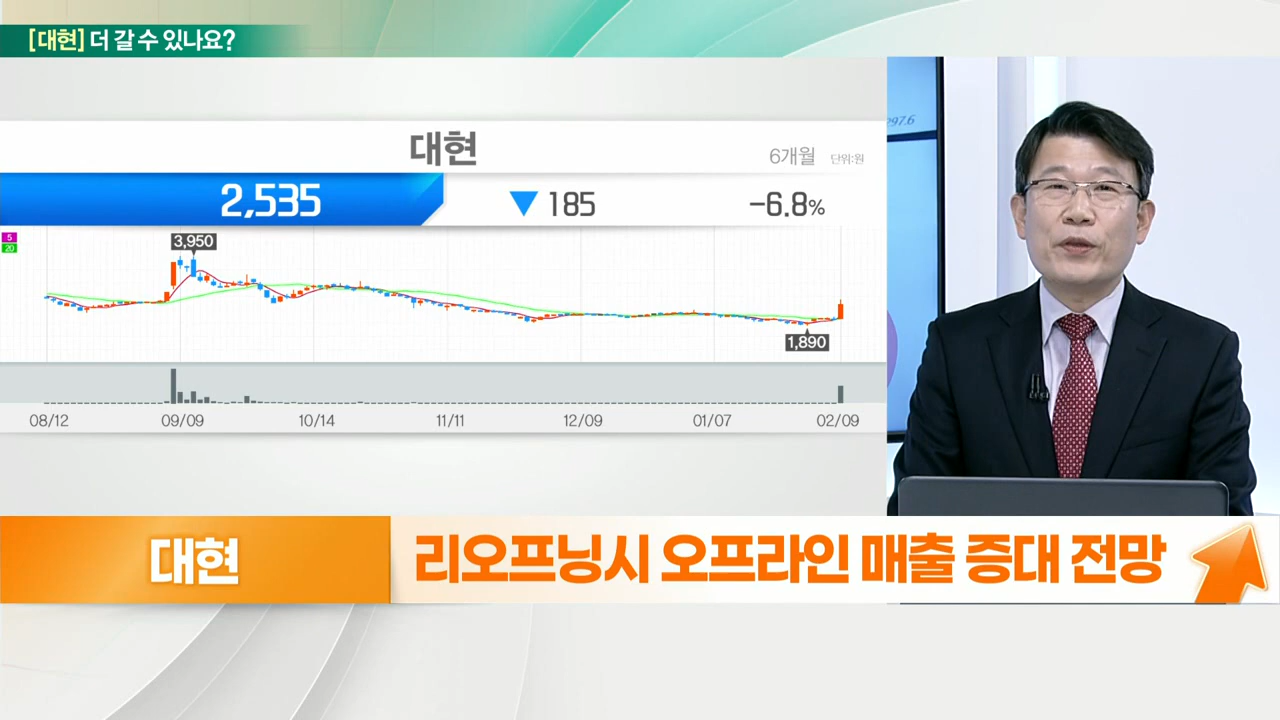 [대현] 더 갈 수 있나요?
297.6
대현
6개월 단위:원
2,535 ▼ 185 -6.8%
5
20
3,950
1,890
08/12 09/09 10/14 11/11 12/09 01/07 02/09
대현
리오프닝시 오프라인 매출 증대 전망